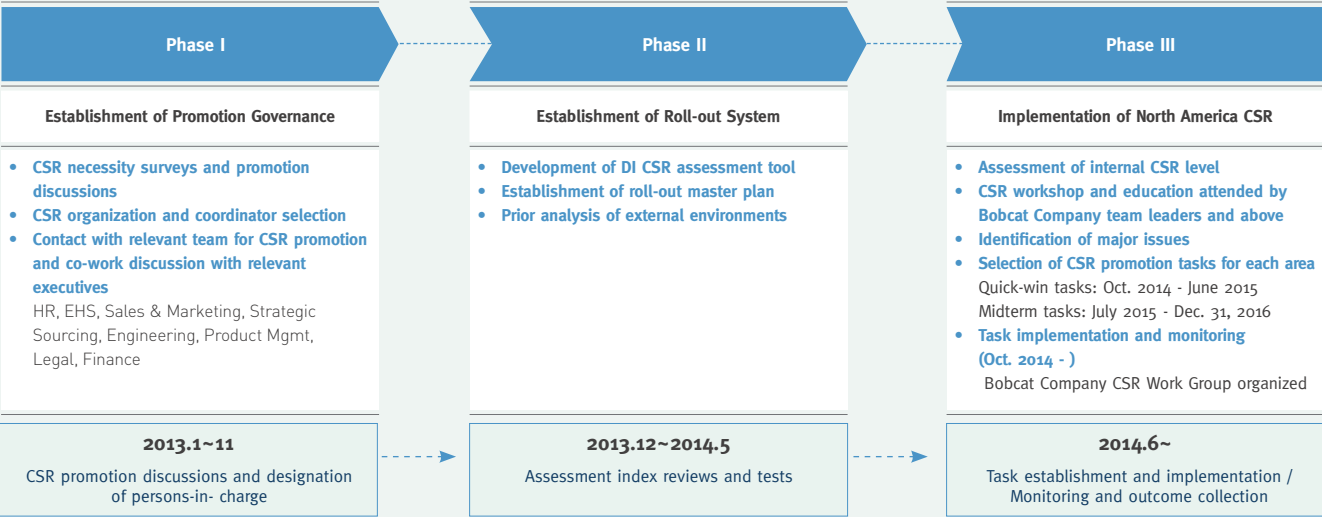 Phase I
Establishment of Promotion Governance
• CSR necessity surveys and promotion
discussions
• CSR organization and coordinator selection
• Contact with relevant team for CSR promotion
and co-work discussion with relevant
executives
HR, EHS, Sales & Marketing, Strategic
Sourcing, Engineering, Product Mgmt,
Legal, Finance
2013.1~11
CSR promotion discussions and designation
of persons-in- charge
Phase II
Establishment of Roll-out System
• Development of DI CSR assessment tool
• Establishment of roll-out master plan
• Prior analysis of external environments
2013.12~2014.5
Assessment index reviews and tests
Phase III
Implementation of North America CSR
• Assessment of internal CSR level
• CSR workshop and education attended by
Bobcat Company team leaders and above
• Identification of major issues
• Selection of CSR promotion tasks for each area
Quick-win tasks: Oct. 2014 - June 2015
Midterm tasks: July 2015 - Dec. 31, 2016
• Task implementation and monitoring
(Oct. 2014 - )
Bobcat Company CSR Work Group organized
2014.6~
Task establishment and implementation /
Monitoring and outcome collection